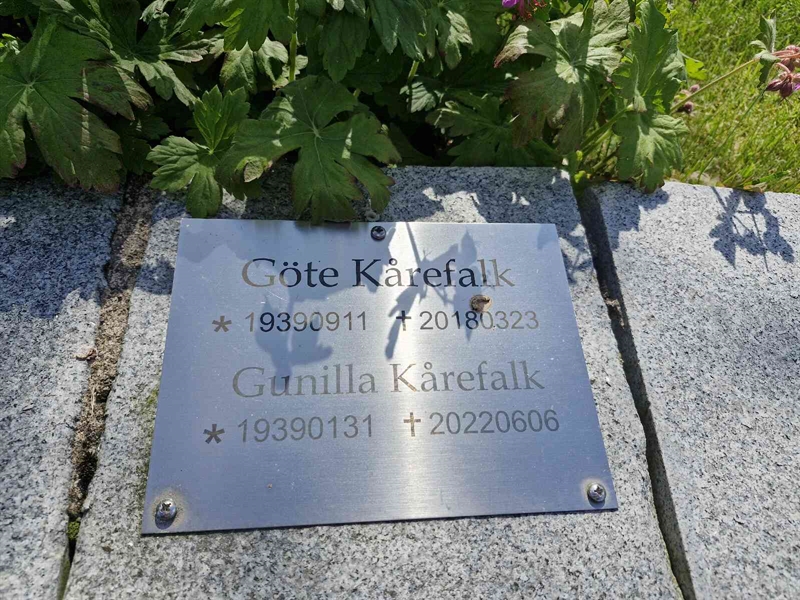 Göte Kårefalk
* 19390911 † 20180323
Gunilla Kårefalk
* 19390131 † 20220606